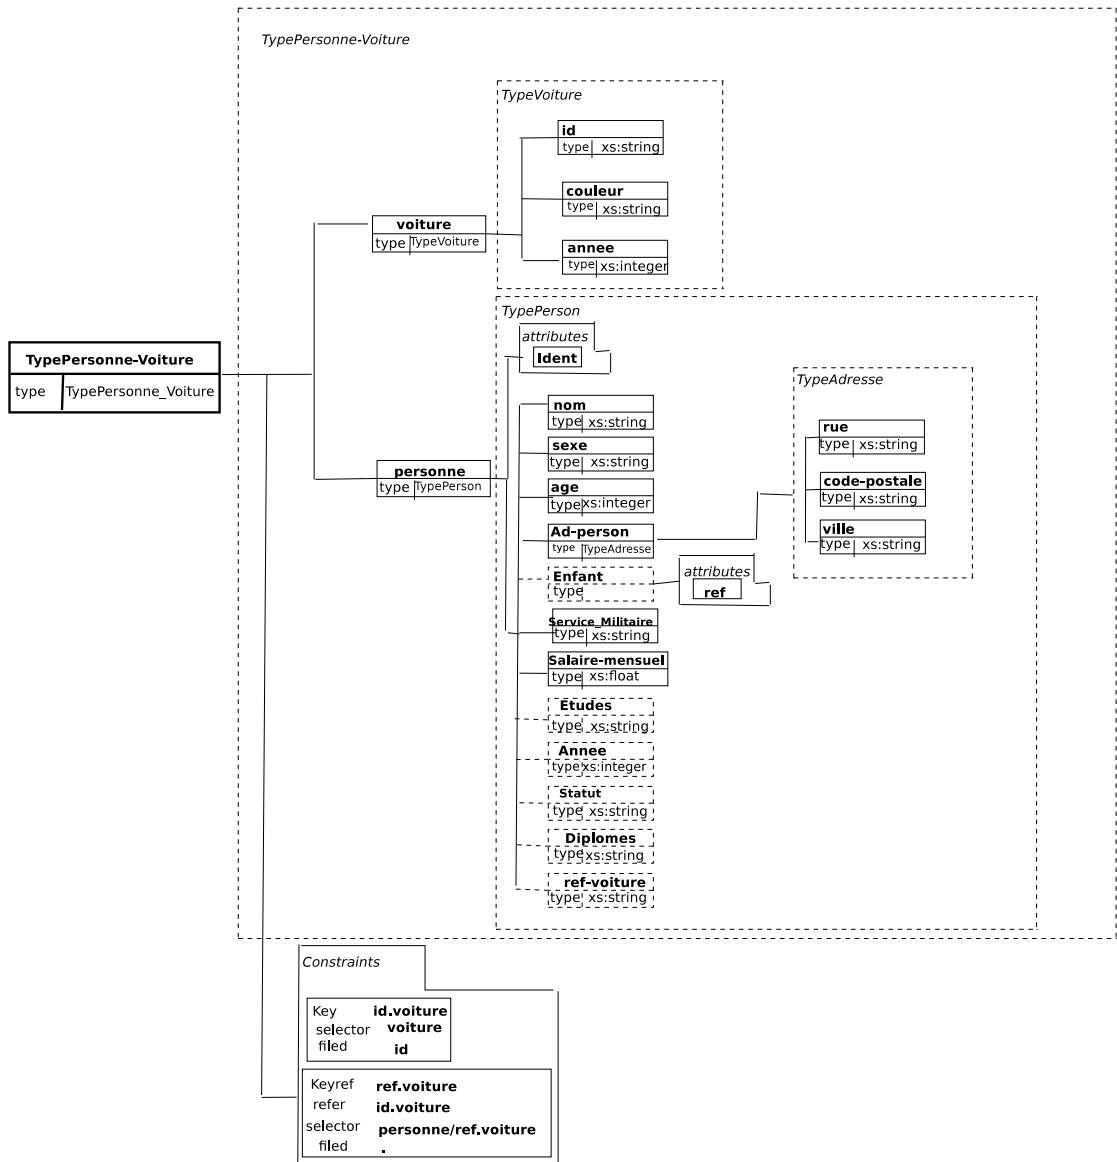 TypePersonne-Voiture
TypeVoiture
id
type xs:string
couleur
type xs:string
annee
type xs:integer
voiture
type TypeVoiture
TypePersonne-Voiture
type TypePersonne_Voiture
personne
type TypePerson
TypePerson
attributes
Ident
nom
type xs:string
sexe
type xs:string
age
type xs:integer
Ad-person
type TypeAdresse
Enfant
type
attributes
ref
Service_Militaire
type xs:string
Salaire-mensuel
type xs:float
Etudes
type xs:string
Annee
type xs:integer
Statut
type xs:string
Diplomes
type xs:string
ref-voiture
type xs:string
TypeAdresse
rue
type xs:string
code-postale
type xs:string
ville
type xs:string
Constraints
Key id.voiture
selector voiture
filed id
Keyref ref.voiture
refer id.voiture
selector personne/ref.voiture
filed .